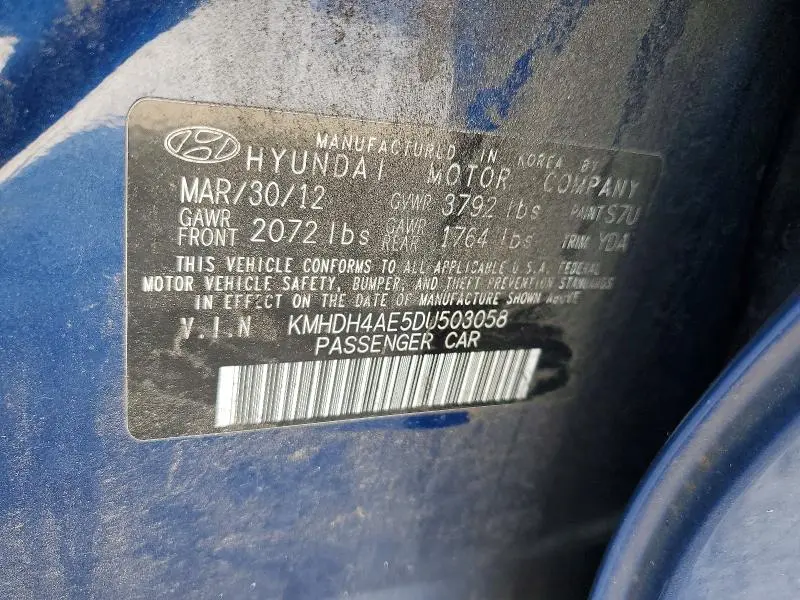 MANUFACTURED IN KOREA BY
HYUNDAI MOTOR COMPANY
MAR/30/12 GVWR 3792 lbs PAINT S7U
GAWR FRONT 2072 lbs GAWR REAR 1764 lbs TRIM YDA
THIS VEHICLE CONFORMS TO ALL APPLICABLE U.S.A. FEDERAL
MOTOR VEHICLE SAFETY, BUMPER, AND THEFT PREVENTION STANDARDS
IN EFFECT ON THE DATE OF MANUFACTURE SHOWN ABOVE
V.I.N KMHDH4AE5DU503058
PASSENGER CAR